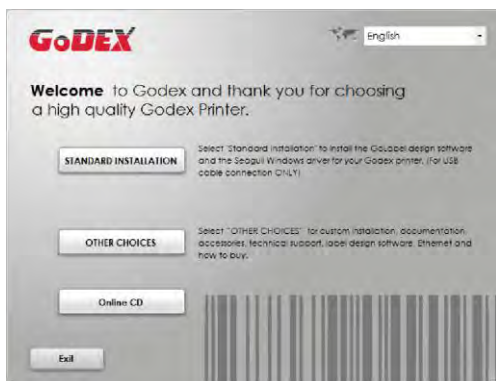 GoDEX
English
Welcome to Godex and thank you for choosing
a high quality Godex Printer.
STANDARD INSTALLATION
Select "Standard Installation" to install the GoLabel design software
and the Seagull Windows driver for your Godex printer. (For USB
cable connection ONLY)
OTHER CHOICES
Select "OTHER CHOICES" for custom installation, documentation,
accessories, technical support, label design software, Ethernet and
how to buy.
Online CD
Exit